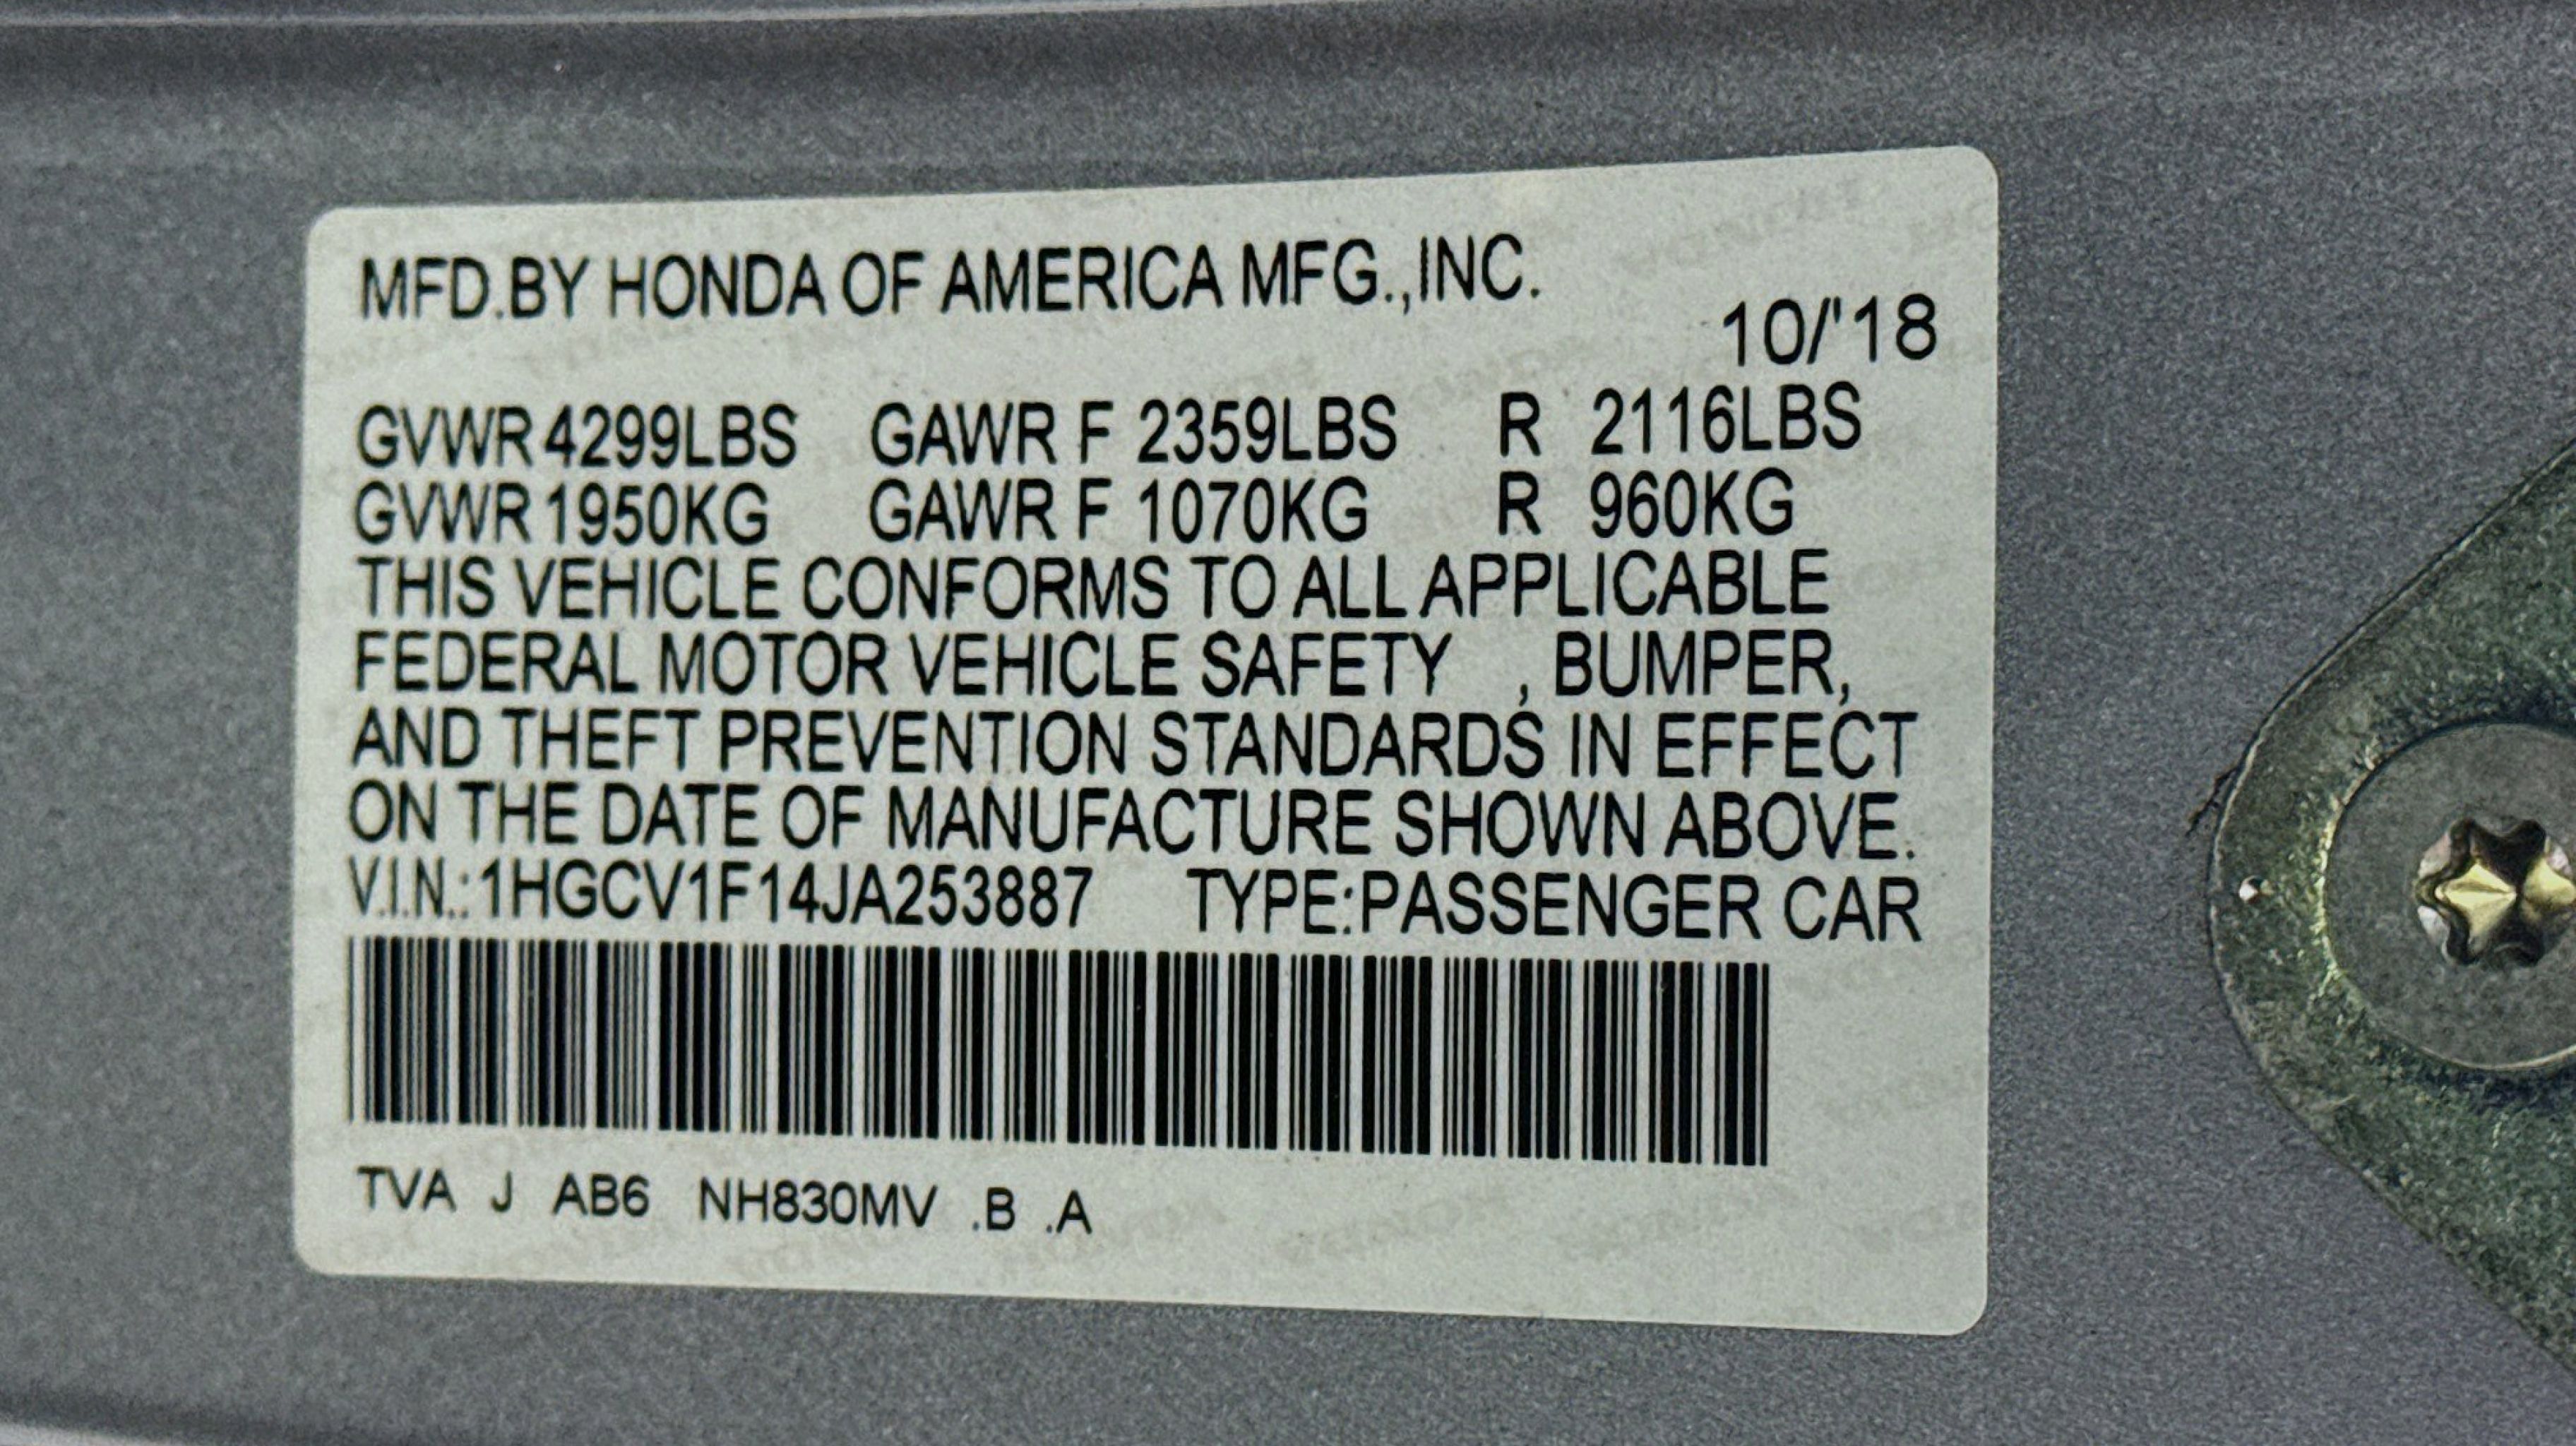 MFD.BY HONDA OF AMERICA MFG.,INC.
10/'18
GVWR 4299LBS GAWR F 2359LBS R 2116LBS
GVWR 1950KG GAWR F 1070KG R 960KG
THIS VEHICLE CONFORMS TO ALL APPLICABLE
FEDERAL MOTOR VEHICLE SAFETY , BUMPER,
AND THEFT PREVENTION STANDARDS IN EFFECT
ON THE DATE OF MANUFACTURE SHOWN ABOVE.
V.I.N.:1HGCV1F14JA253887 TYPE:PASSENGER CAR
TVA J AB6 NH830MV .B .A